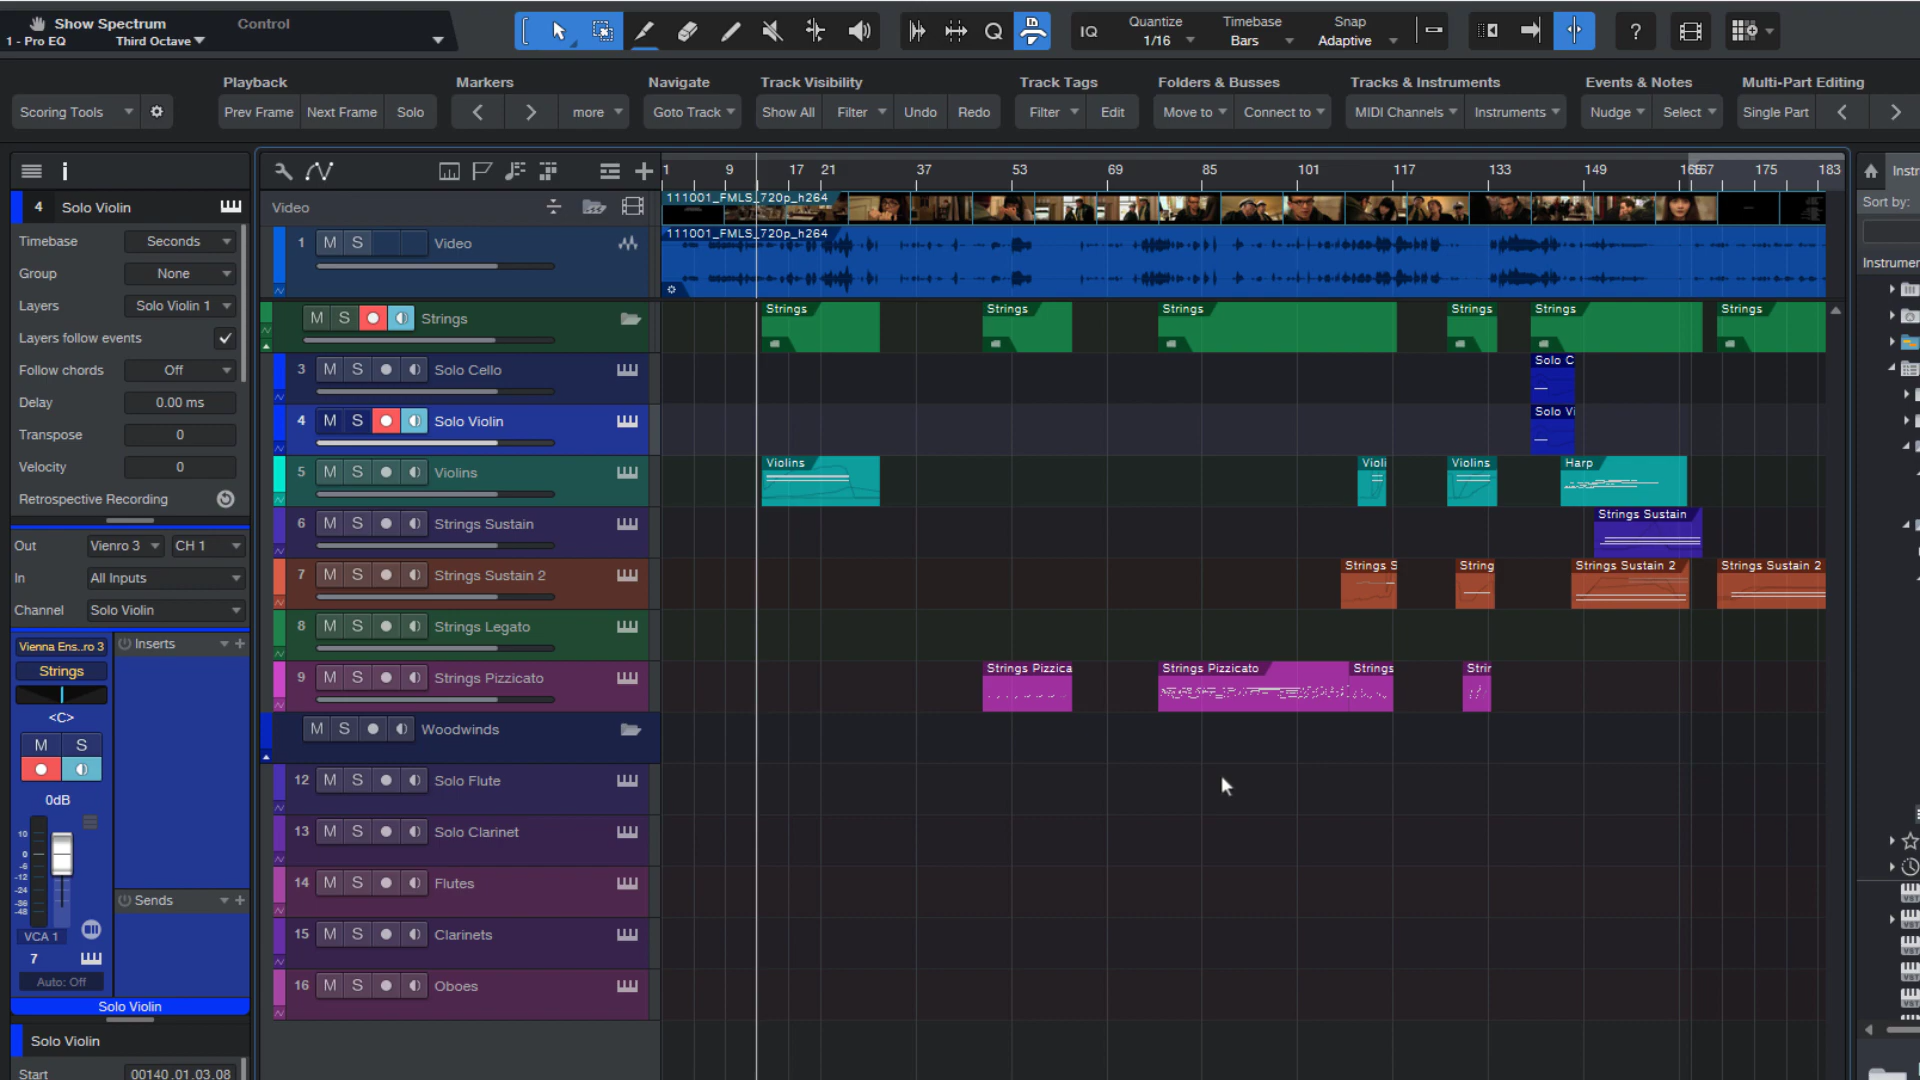 Show Spectrum
Control
1 - Pro EQ
Third Octave
IQ
Quantize
1/16
Timebase
Bars
Snap
Adaptive
?
Playback
Markers
Navigate
Track Visibility
Track Tags
Folders & Busses
Tracks & Instruments
Events & Notes
Multi-Part Editing
Scoring Tools
Prev Frame
Next Frame
Solo
more
Goto Track
Show All
Filter
Undo
Redo
Filter
Edit
Move to
Connect to
MIDI Channels
Instruments
Nudge
Select
Single Part
4 Solo Violin
Timebase Seconds
Group None
Layers Solo Violin 1
Layers follow events
Follow chords Off
Delay 0.00 ms
Transpose 0
Velocity 0
Retrospective Recording
Out Vienro 3 CH 1
In All Inputs
Channel Solo Violin
Vienna Ens..ro 3
Inserts
Strings
<C>
M S
0dB
10
0
-6
-12
-24
-36
-48
Sends
VCA 1
7
Auto: Off
Solo Violin
Solo Violin
Start 00140.01.03.08
1 9 17 21 37 53 69 85 101 117 133 149 167 175 183
Video
111001_FMLS_720p_h264
1 M S Video
111001_FMLS_720p_h264
M S Strings
Strings
Strings
Strings
Strings
Strings
Strings
3 M S Solo Cello
Solo C
4 M S Solo Violin
Solo Vi
5 M S Violins
Violins
Violi
Violins
Harp
6 M S Strings Sustain
Strings Sustain
7 M S Strings Sustain 2
Strings S
String
Strings Sustain 2
Strings Sustain 2
8 M S Strings Legato
9 M S Strings Pizzicato
Strings Pizzica
Strings Pizzicato
Strings
Strir
M S Woodwinds
12 M S Solo Flute
13 M S Solo Clarinet
14 M S Flutes
15 M S Clarinets
16 M S Oboes
Instr
Sort by:
Instrumer